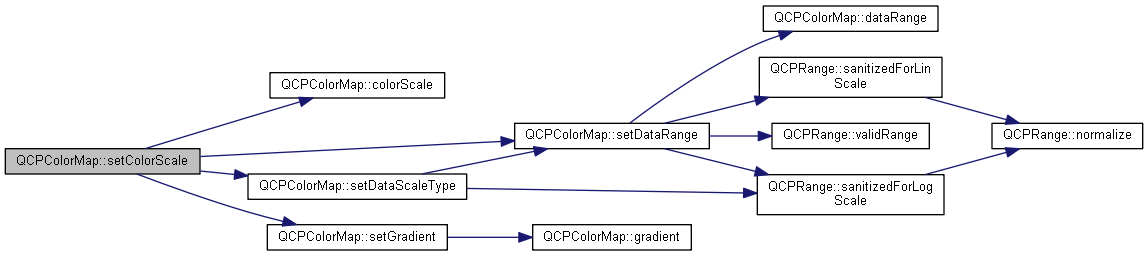 QCPColorMap::setColorScale
QCPColorMap::colorScale
QCPColorMap::setDataScaleType
QCPColorMap::setGradient
QCPColorMap::setDataRange
QCPColorMap::gradient
QCPColorMap::dataRange
QCPRange::sanitizedForLin
Scale
QCPRange::validRange
QCPRange::sanitizedForLog
Scale
QCPRange::normalize